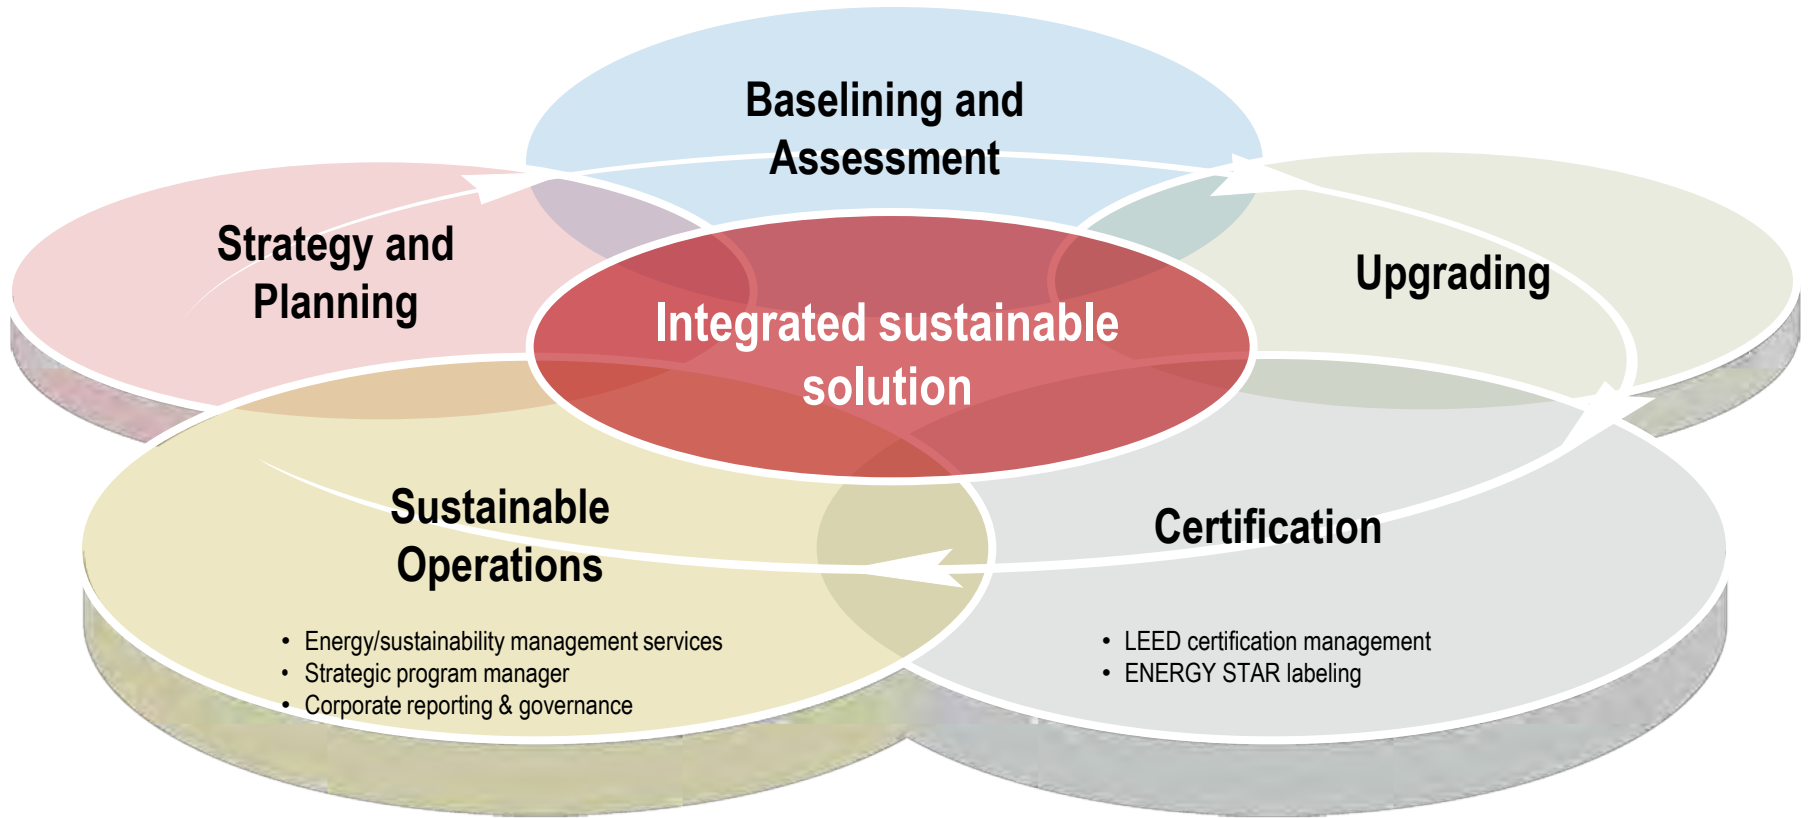 Baselining and
Assessment
Strategy and
Planning
Upgrading
Integrated sustainable
solution
Sustainable
Operations
• Energy/sustainability management services
• Strategic program manager
• Corporate reporting & governance
Certification
• LEED certification management
• ENERGY STAR labeling